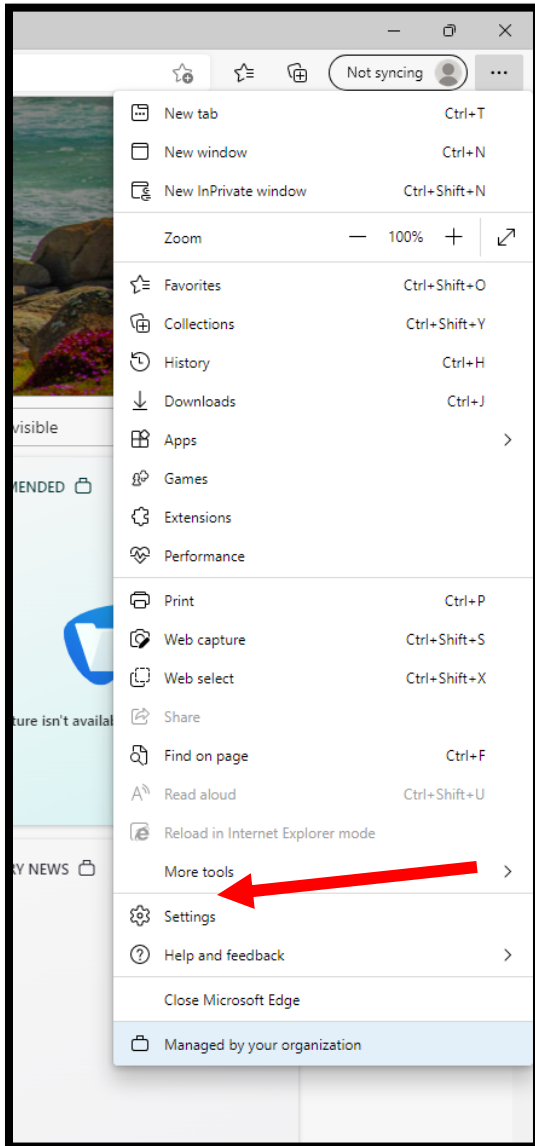 Not syncing
New tab Ctrl+T
New window Ctrl+N
New InPrivate window Ctrl+Shift+N
Zoom 100%
Favorites Ctrl+Shift+O
Collections Ctrl+Shift+Y
History Ctrl+H
Downloads Ctrl+J
visible
Apps
Games
MENDED
Extensions
Performance
Print Ctrl+P
Web capture Ctrl+Shift+S
Web select Ctrl+Shift+X
ture isn't availal
Share
Find on page Ctrl+F
Read aloud Ctrl+Shift+U
Reload in Internet Explorer mode
RY NEWS
More tools
Settings
Help and feedback
Close Microsoft Edge
Managed by your organization